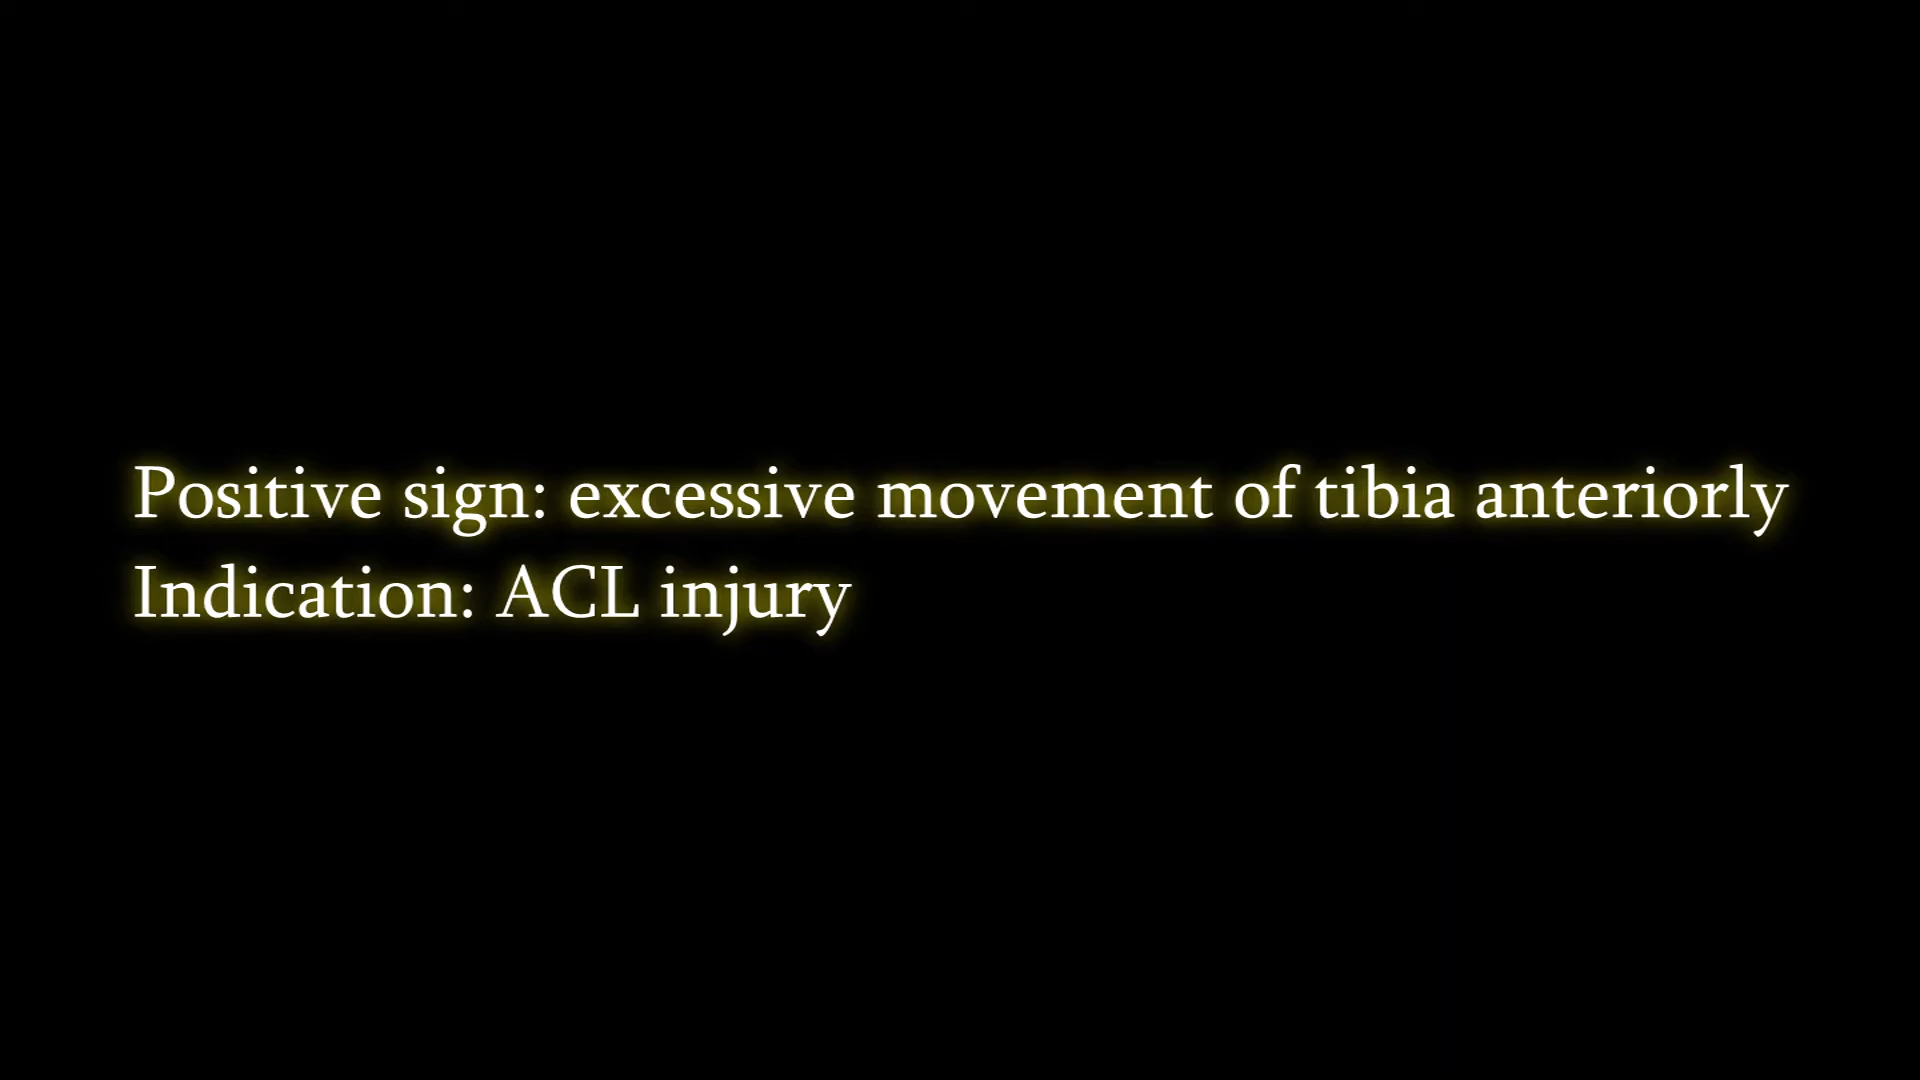 Positive sign: excessive movement of tibia anteriorly
Indication: ACL injury